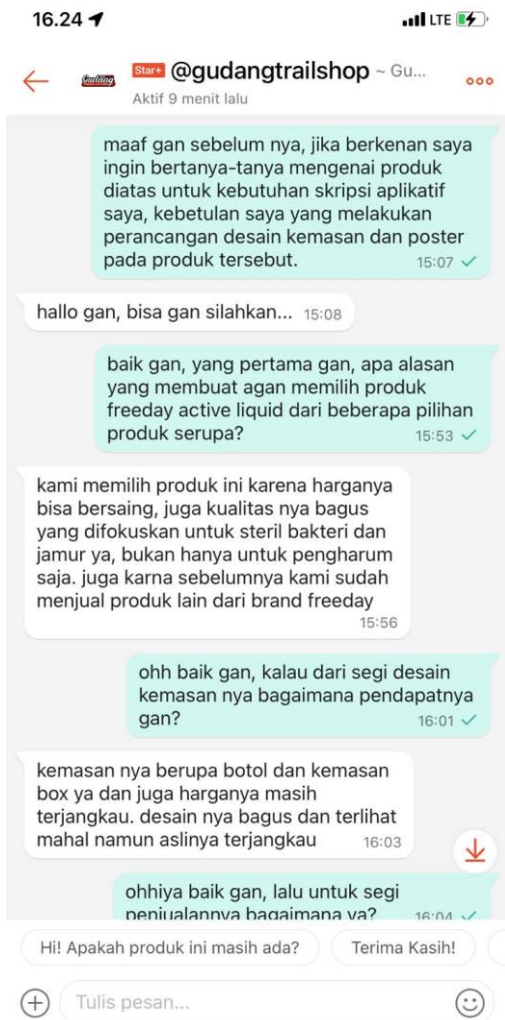 16.24
LTE
Star+ @gudangtrailshop ~ Gu...
Aktif 9 menit lalu
maaf gan sebelum nya, jika berkenan saya
ingin bertanya-tanya mengenai produk
diatas untuk kebutuhan skripsi aplikatif
saya, kebetulan saya yang melakukan
perancangan desain kemasan dan poster
pada produk tersebut.
15:07
hallo gan, bisa gan silahkan... 15:08
baik gan, yang pertama gan, apa alasan
yang membuat agan memilih produk
freeday active liquid dari beberapa pilihan
produk serupa?
15:53
kami memilih produk ini karena harganya
bisa bersaing, juga kualitas nya bagus
yang difokuskan untuk steril bakteri dan
jamur ya, bukan hanya untuk pengharum
saja. juga karna sebelumnya kami sudah
menjual produk lain dari brand freeday
15:56
ohh baik gan, kalau dari segi desain
kemasan nya bagaimana pendapatnya
gan?
16:01
kemasan nya berupa botol dan kemasan
box ya dan juga harganya masih
terjangkau. desain nya bagus dan terlihat
mahal namun aslinya terjangkau
16:03
ohhiya baik gan, lalu untuk segi
penjualannya bagaimana ya?
16:04
Hi! Apakah produk ini masih ada?
Terima Kasih!
Tulis pesan...